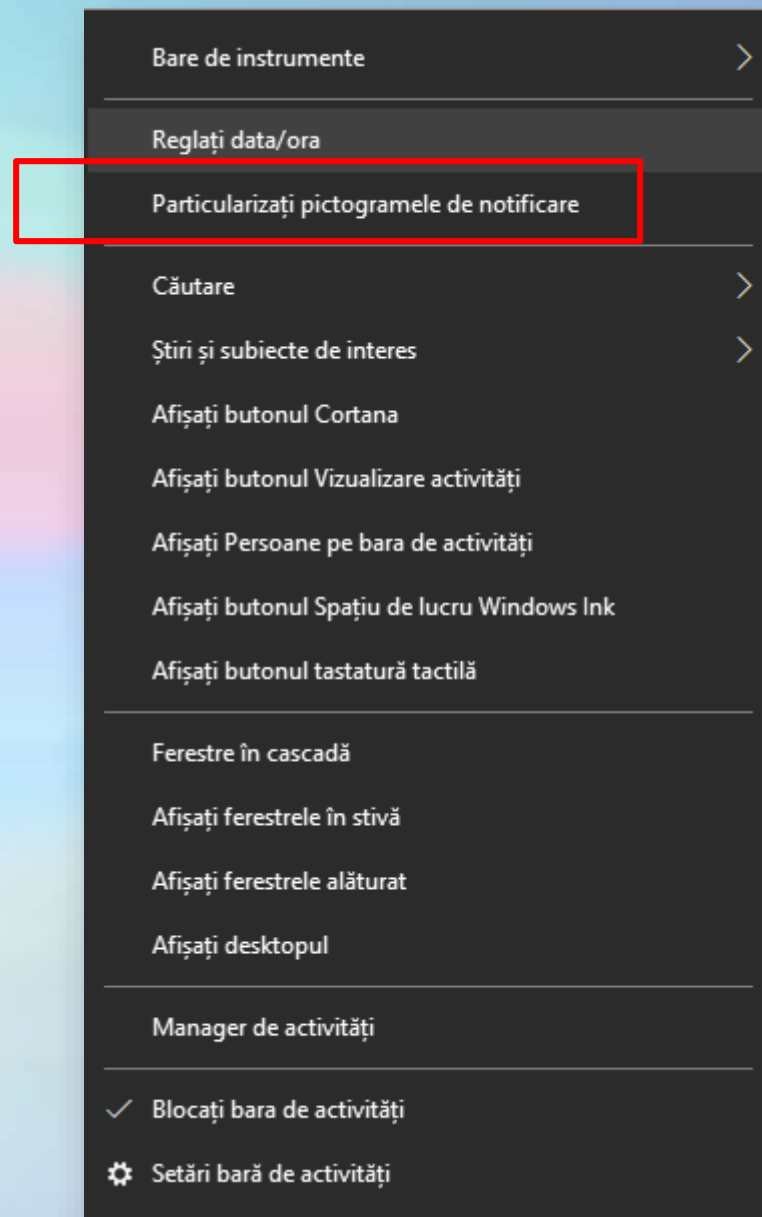 Bare de instrumente
Reglați data/ora
Particularizați pictogramele de notificare
Căutare
Știri și subiecte de interes
Afișați butonul Cortana
Afișați butonul Vizualizare activități
Afișați Persoane pe bara de activități
Afișați butonul Spațiu de lucru Windows Ink
Afișați butonul tastatură tactilă
Ferestre în cascadă
Afișați ferestrele în stivă
Afișați ferestrele alăturat
Afișați desktopul
Manager de activități
Blocați bara de activități
Setări bară de activități